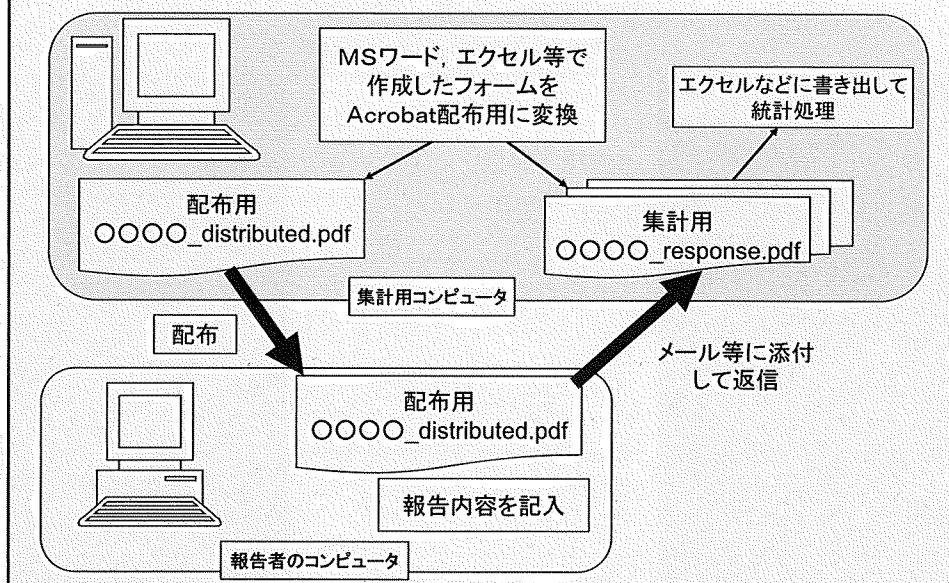 MSワード，エクセル等で
作成したフォームを
Acrobat配布用に変換
エクセルなどに書き出して
統計処理
配布用
○○○○_distributed.pdf
集計用
○○○○_response.pdf
集計用コンピュータ
配布
メール等に添付
して返信
配布用
○○○○_distributed.pdf
報告内容を記入
報告者のコンピュータ